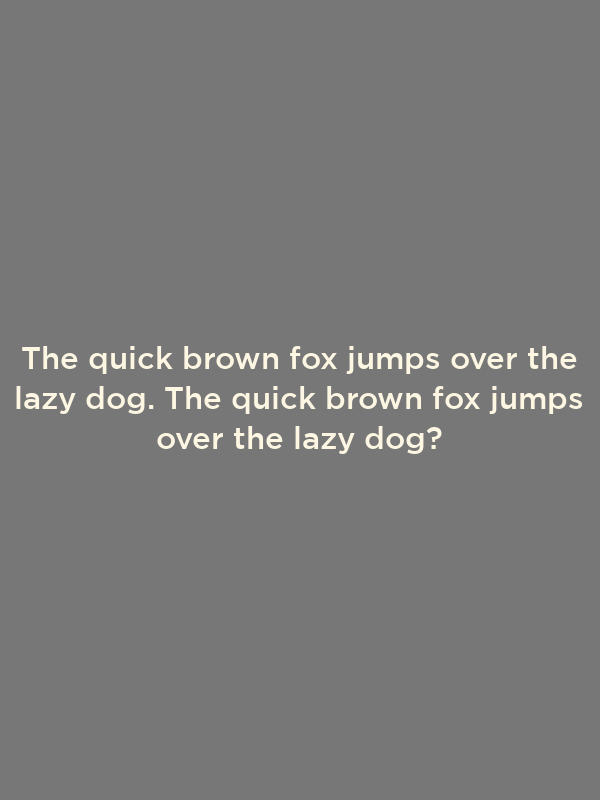 The quick brown fox jumps over the
lazy dog. The quick brown fox jumps
over the lazy dog?